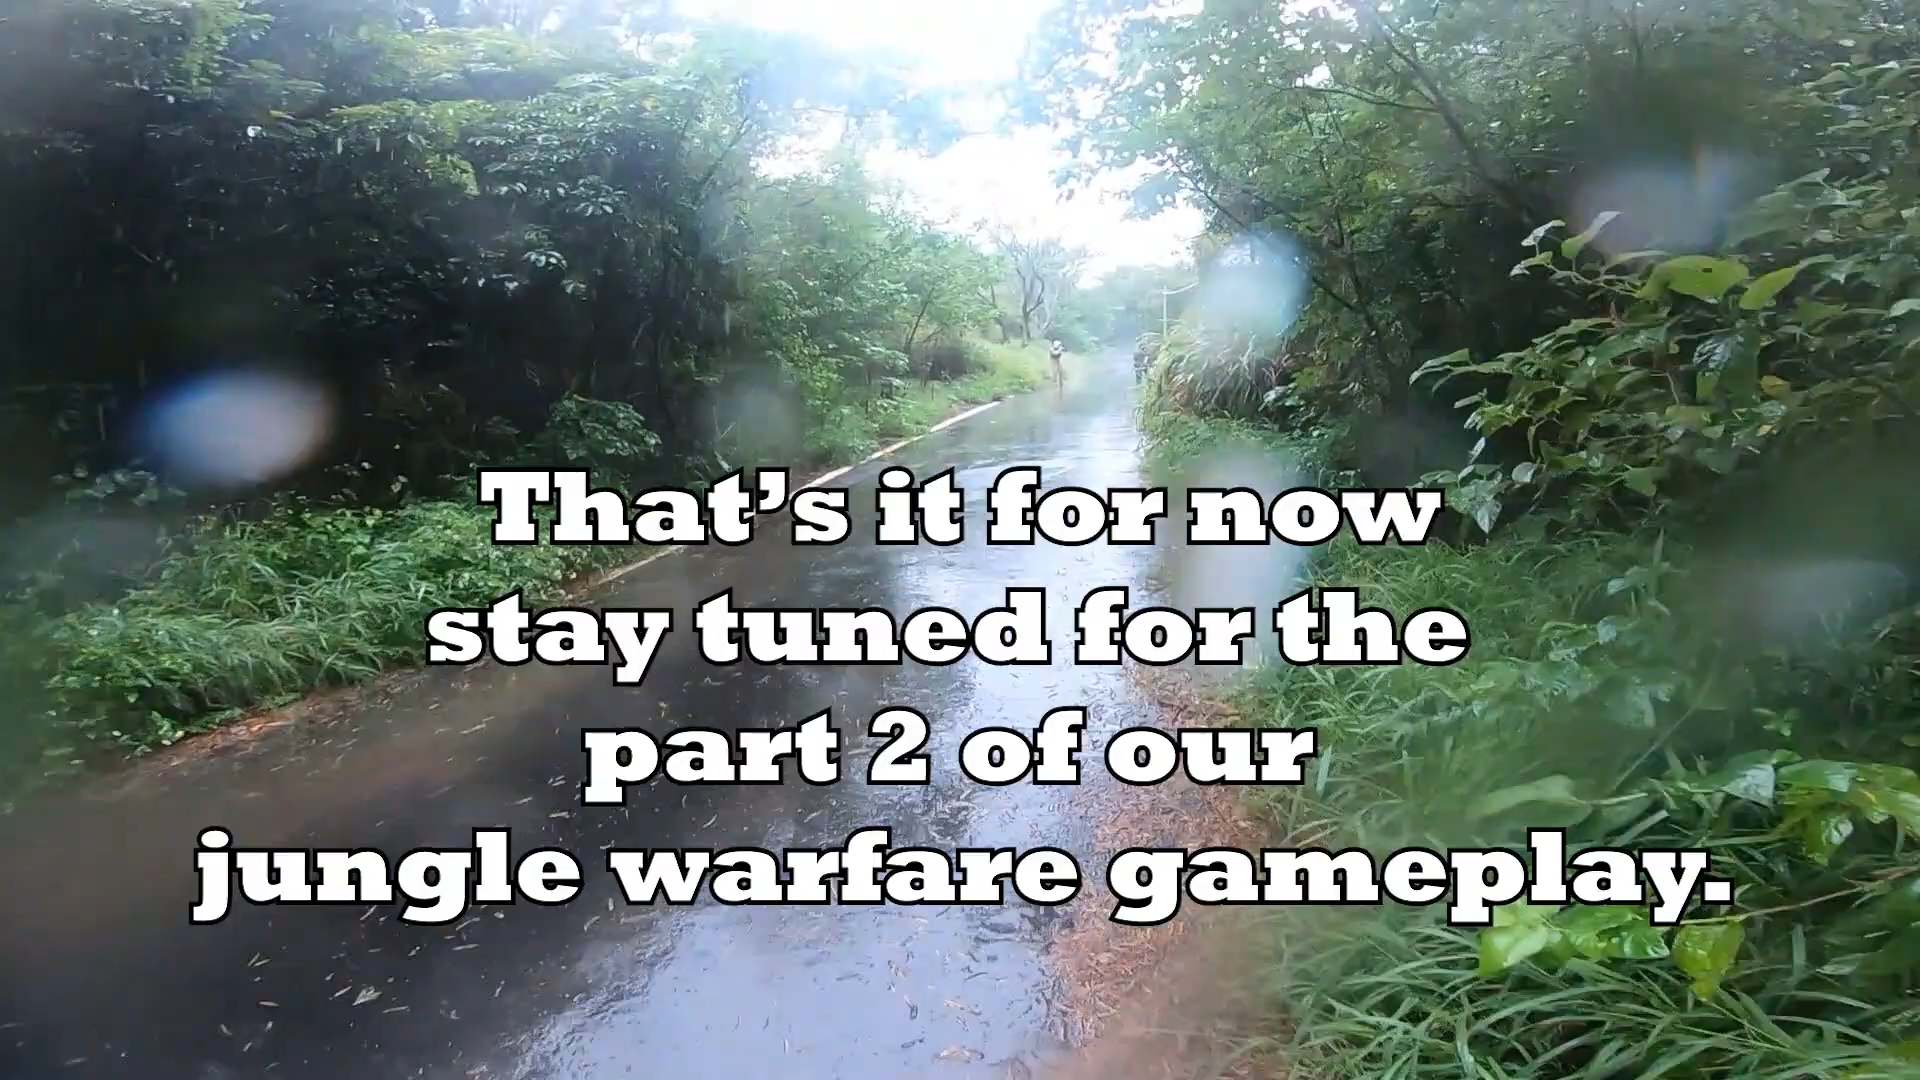 That's it for now
stay tuned for the
part 2 of our
jungle warfare gameplay.